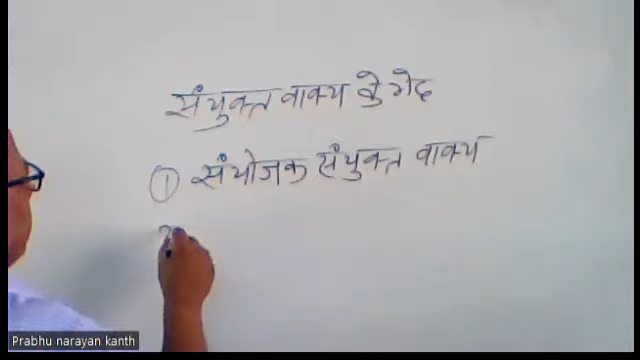 संयुक्त वाक्य के भेद
① संयोजक संयुक्त वाक्य
Prabhu narayan kanth